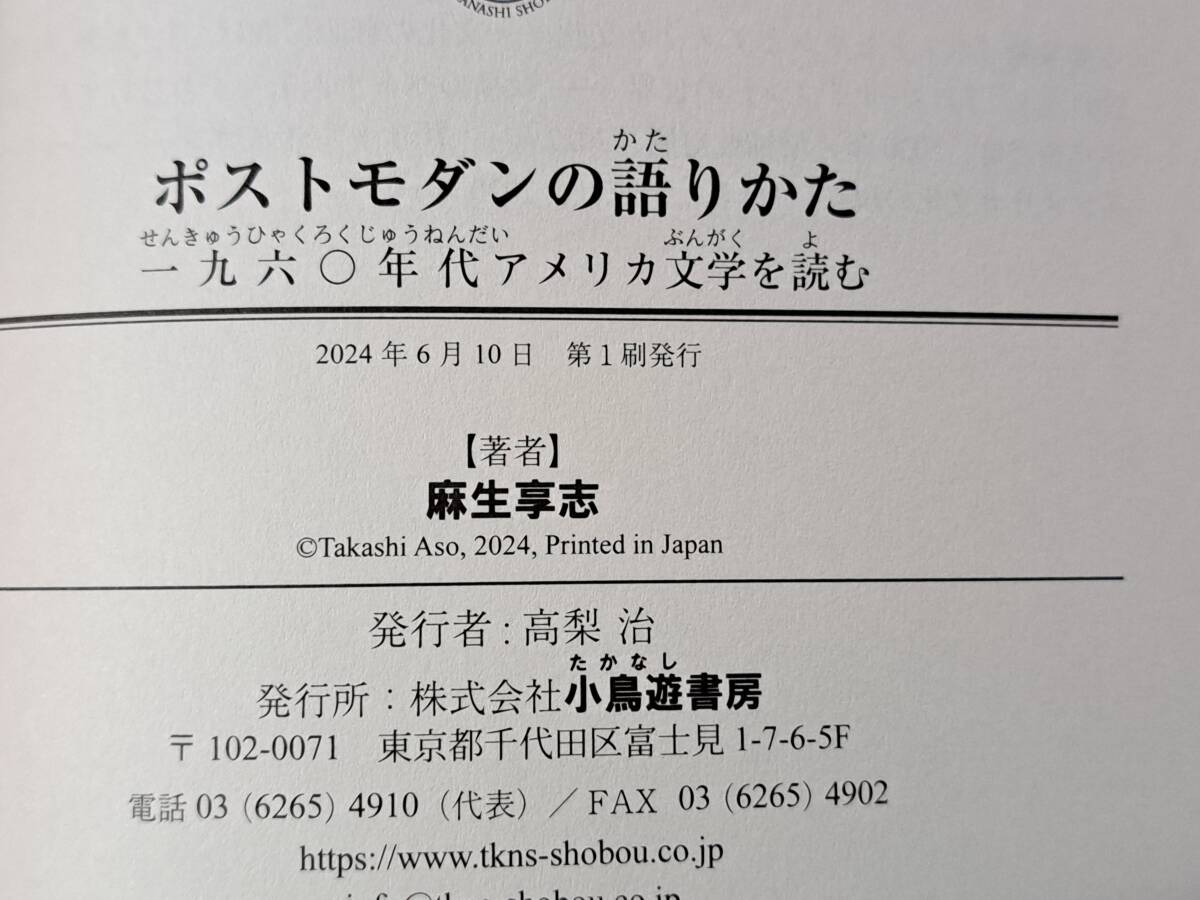 ANASHI SHO
かた
ポストモダンの語りかた
せんきゅうひゃくろくじゅうねんだい ぶんがく よ
一九六〇年代アメリカ文学を読む
2024年6月10日 第1刷発行
【著者】
麻生享志
©Takashi Aso, 2024, Printed in Japan
発行者:高梨 治
たかなし
発行所:株式会社小鳥遊書房
〒102-0071 東京都千代田区富士見1-7-6-5F
電話 03 (6265) 4910(代表)/FAX 03 (6265) 4902
https://www.tkns-shobou.co.jp